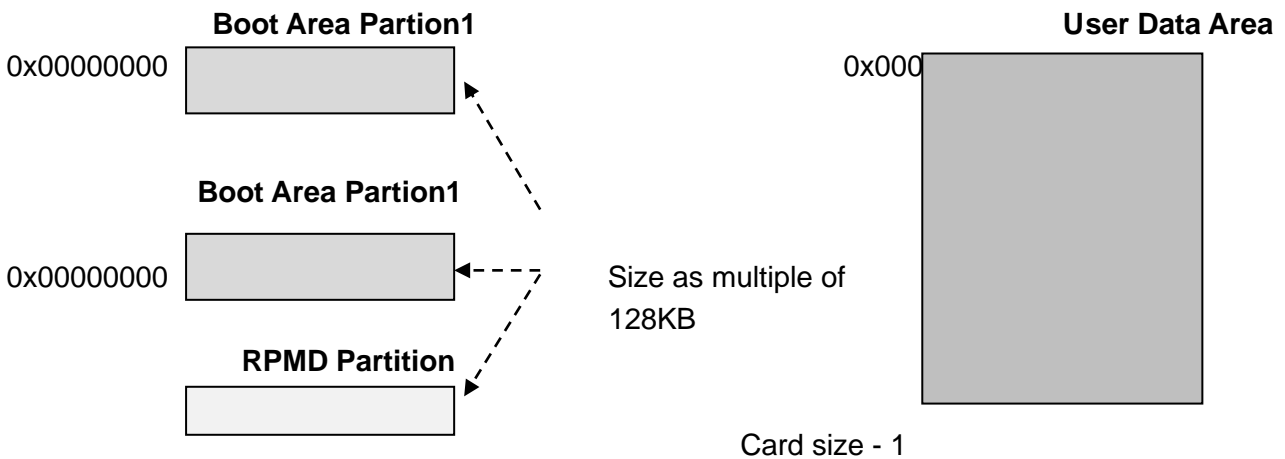 Boot Area Partion1
0x00000000
Boot Area Partion1
0x00000000
RPMD Partition
Size as multiple of
128KB
User Data Area
0x000
Card size - 1